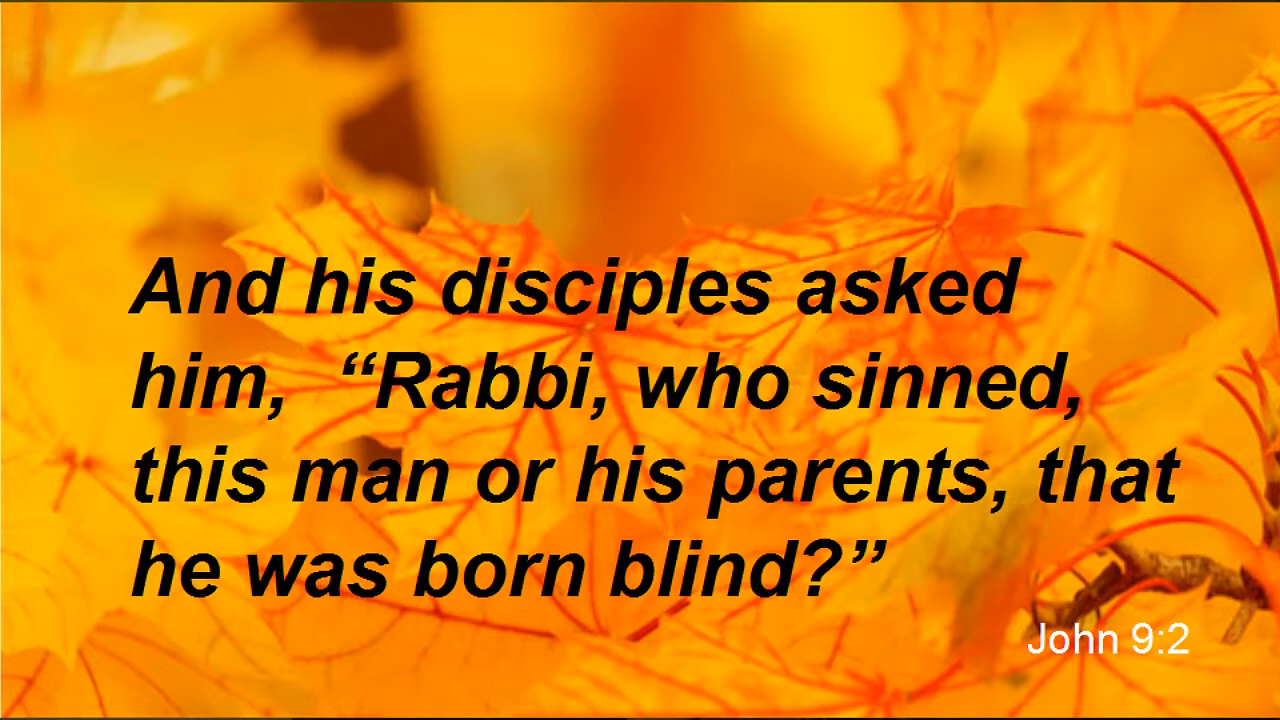 And his disciples asked
him,  “Rabbi, who sinned,
this man or his parents, that
he was born blind?”
John 9:2